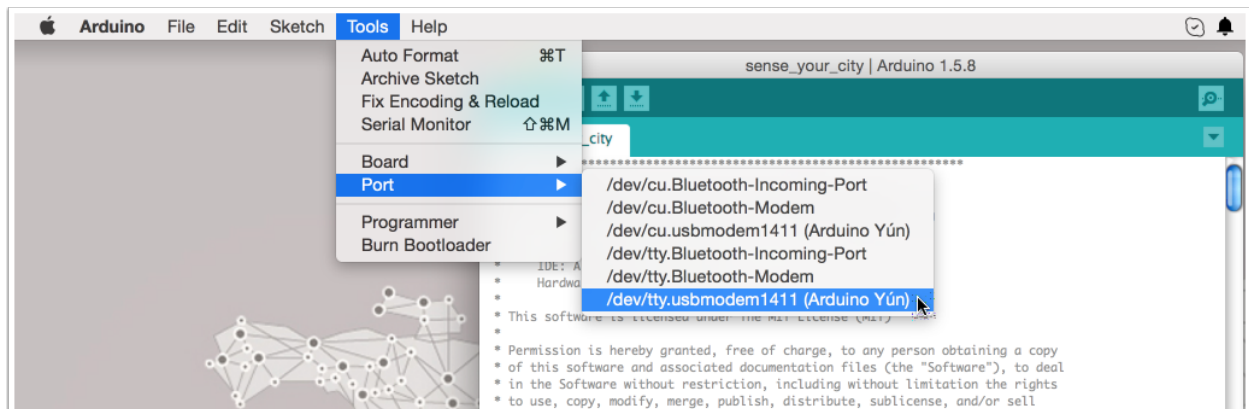 Arduino File Edit Sketch Tools Help
Auto Format ⌘T
Archive Sketch
Fix Encoding & Reload
Serial Monitor ⇧⌘M
Board
Port
Programmer
Burn Bootloader
sense_your_city | Arduino 1.5.8
_city
/dev/cu.Bluetooth-Incoming-Port
/dev/cu.Bluetooth-Modem
/dev/cu.usbmodem1411 (Arduino Yún)
/dev/tty.Bluetooth-Incoming-Port
/dev/tty.Bluetooth-Modem
/dev/tty.usbmodem1411 (Arduino Yún)
* IDE: A
* Hardwa
*
* This software is licensed under The MIT License (MIT)
*
* Permission is hereby granted, free of charge, to any person obtaining a copy
* of this software and associated documentation files (the "Software"), to deal
* in the Software without restriction, including without limitation the rights
* to use, copy, modify, merge, publish, distribute, sublicense, and/or sell